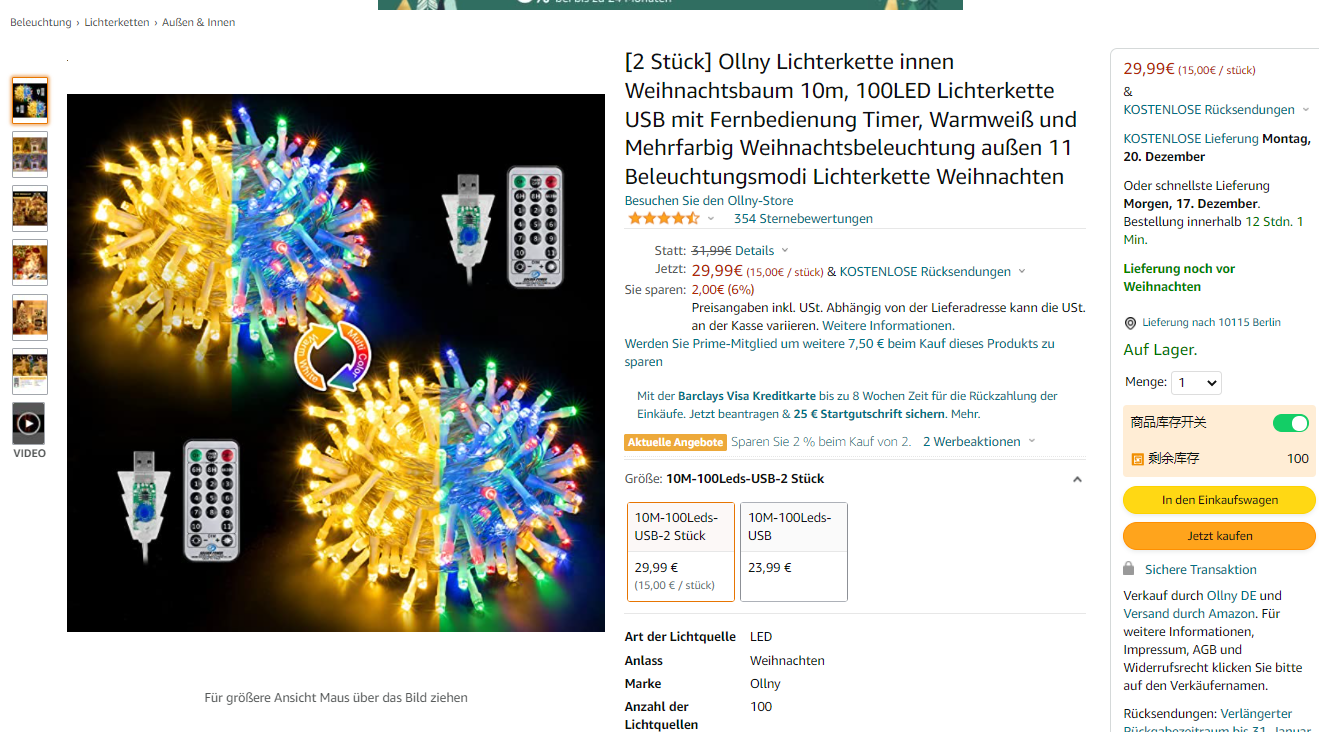 bei bis zu 24 Monaten
Beleuchtung › Lichterketten › Außen & Innen
VIDEO
Warm White
Multi Color
Für größere Ansicht Maus über das Bild ziehen
[2 Stück] Ollny Lichterkette innen
Weihnachtsbaum 10m, 100LED Lichterkette
USB mit Fernbedienung Timer, Warmweiß und
Mehrfarbig Weihnachtsbeleuchtung außen 11
Beleuchtungsmodi Lichterkette Weihnachten
Besuchen Sie den Ollny-Store
354 Sternebewertungen
Statt: 31,99€ Details
Jetzt: 29,99€ (15,00€ / stück) & KOSTENLOSE Rücksendungen
Sie sparen: 2,00€ (6%)
Preisangaben inkl. USt. Abhängig von der Lieferadresse kann die USt.
an der Kasse variieren. Weitere Informationen.
Werden Sie Prime-Mitglied um weitere 7,50 € beim Kauf dieses Produkts zu
sparen
Mit der Barclays Visa Kreditkarte bis zu 8 Wochen Zeit für die Rückzahlung der
Einkäufe. Jetzt beantragen & 25 € Startgutschrift sichern. Mehr.
Aktuelle Angebote Sparen Sie 2 % beim Kauf von 2. 2 Werbeaktionen
Größe: 10M-100Leds-USB-2 Stück
10M-100Leds-
USB-2 Stück
29,99 €
(15,00 € / stück)
10M-100Leds-
USB
23,99 €
Art der Lichtquelle LED
Anlass Weihnachten
Marke Ollny
Anzahl der 100
Lichtquellen
29,99€ (15,00€ / stück)
&
KOSTENLOSE Rücksendungen
KOSTENLOSE Lieferung Montag,
20. Dezember
Oder schnellste Lieferung
Morgen, 17. Dezember.
Bestellung innerhalb 12 Stdn. 1
Min.
Lieferung noch vor
Weihnachten
Lieferung nach 10115 Berlin
Auf Lager.
Menge: 1
商品库存开关
剩余库存 100
In den Einkaufswagen
Jetzt kaufen
Sichere Transaktion
Verkauf durch Ollny DE und
Versand durch Amazon. Für
weitere Informationen,
Impressum, AGB und
Widerrufsrecht klicken Sie bitte
auf den Verkäufernamen.
Rücksendungen: Verlängerter
Rückgabezeitraum bis 31. Januar